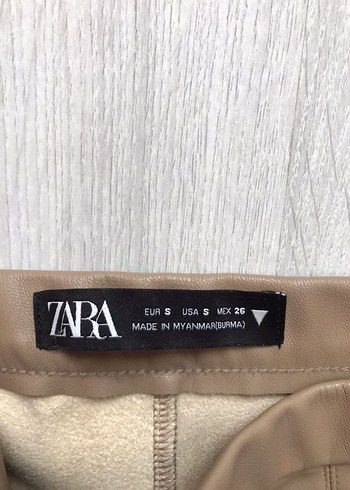 ZARA
EUR S USA S MEX 26
MADE IN MYANMAR(BURMA)